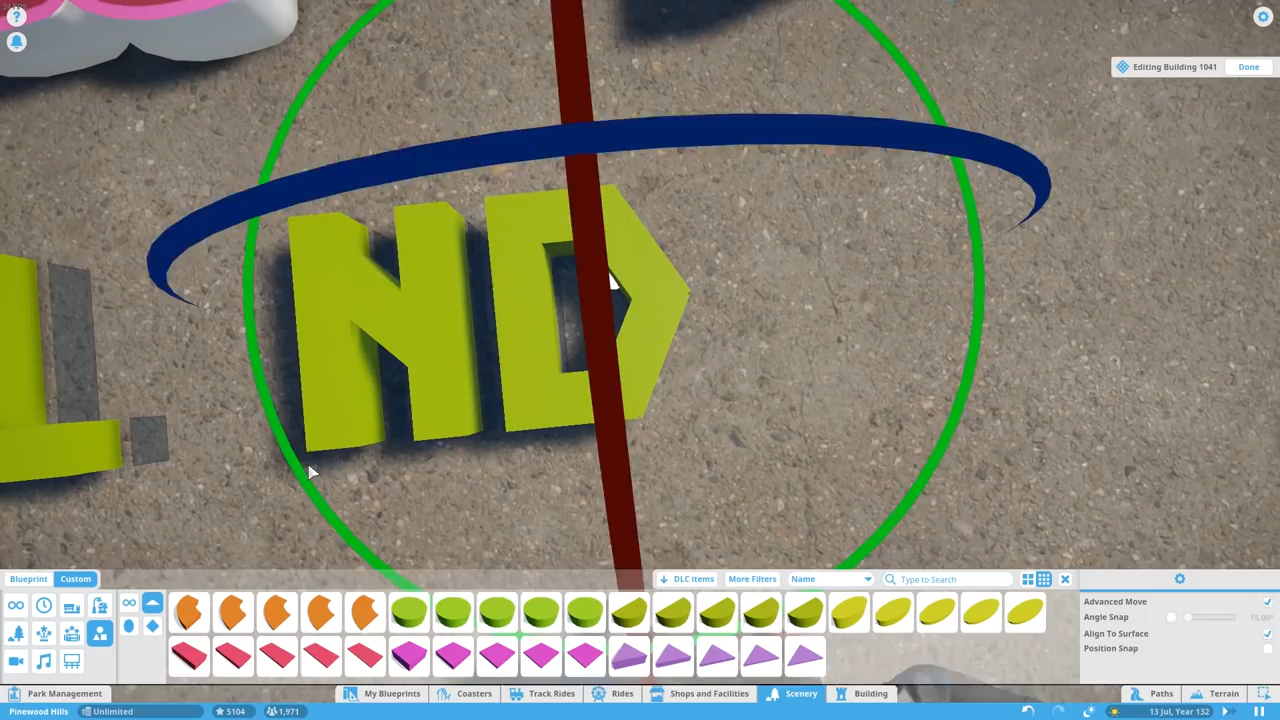 ?
Editing Building 1041 Done
ND
Blueprint Custom
DLC items More Filters Name Type to Search
Advanced Move
Angle Snap 15.00°
Align To Surface
Position Snap
Park Management My Blueprints Coasters Track Rides Rides Shops and Facilities Scenery Building Paths Terrain
Pinewood Hills Unlimited 5104 1,971 13 Jul, Year 132